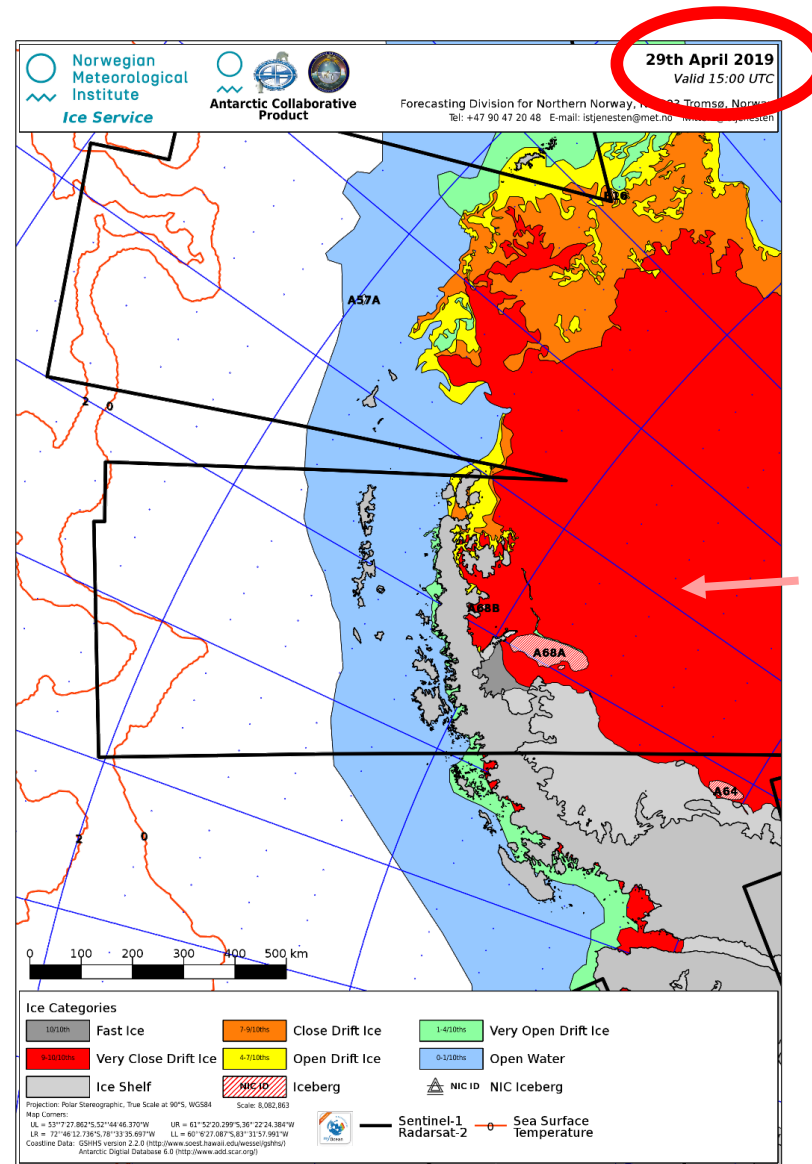 Norwegian
Meteorological
Institute
Ice Service
Antarctic Collaborative
Product
29th April 2019
Valid 15:00 UTC
Forecasting Division for Northern Norway, Tromsø, Norway
Tel: +47 90 47 20 48 E-mail: istjenesten@met.no
A57A
2
0
A68B
A68A
A64
2
0
0 100 200 300 400 500 km
Ice Categories
10/10th Fast Ice
7-9/10ths Close Drift Ice
1-4/10ths Very Open Drift Ice
9-10/10ths Very Close Drift Ice
4-7/10ths Open Drift Ice
0-1/10ths Open Water
Ice Shelf
NIC ID Iceberg
NIC ID NIC Iceberg
Projection: Polar Stereographic, True Scale at 90°S, WGS84 Scale: 8,082,863
Map Corners:
UL = 53°'7'27.862"S,52°'44'46.370"W UR = 61°'52'20.299"S,36°'22'24.384"W
LR = 72°'46'12.736"S,78°'33'35.697"W LL = 60°'6'27.087"S,83°'31'57.991"W
Coastline Data: GSHHS version 2.2.0 (http://www.soest.hawaii.edu/wessel/gshhs/)
Antarctic Digtial Database 6.0 (http://www.add.scar.org/)
Sentinel-1
Radarsat-2
0 Sea Surface
Temperature